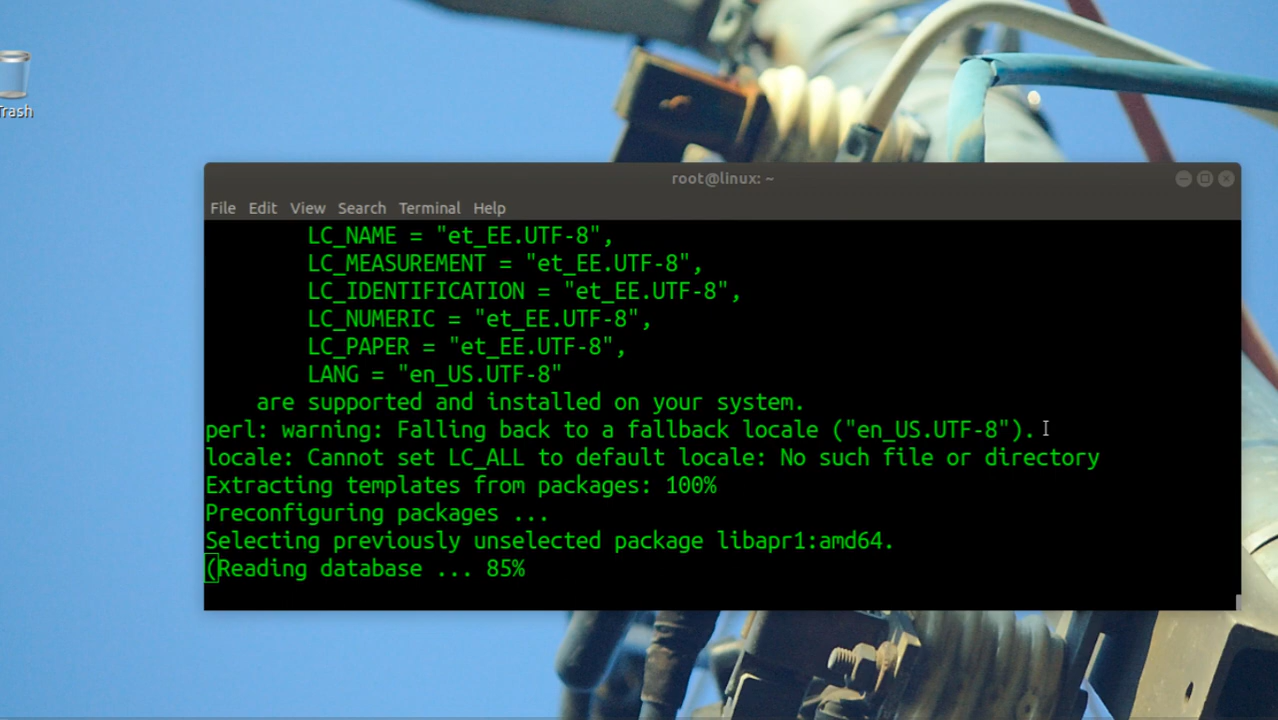 Trash
root@linux: ~
File Edit View Search Terminal Help
LC_NAME = "et_EE.UTF-8",
LC_MEASUREMENT = "et_EE.UTF-8",
LC_IDENTIFICATION = "et_EE.UTF-8",
LC_NUMERIC = "et_EE.UTF-8",
LC_PAPER = "et_EE.UTF-8",
LANG = "en_US.UTF-8"
are supported and installed on your system.
perl: warning: Falling back to a fallback locale ("en_US.UTF-8").
locale: Cannot set LC_ALL to default locale: No such file or directory
Extracting templates from packages: 100%
Preconfiguring packages ...
Selecting previously unselected package libapr1:amd64.
(Reading database ... 85%